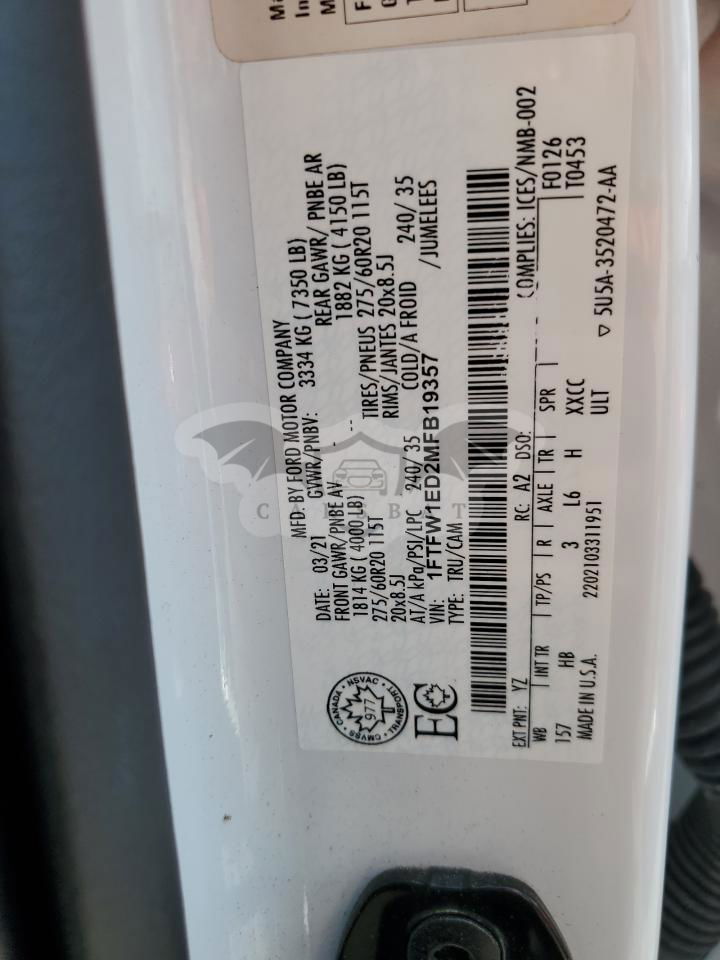 Ma
In
M
F
G
T
MFD BY FORD MOTOR COMPANY
DATE: 03/21 GVWR/PNBV: 3334 KG (7350 LB)
FRONT GAWR/PNBE AV REAR GAWR/ PNBE AR
1814 KG (4000 LB) 1882 KG (4150 LB)
275/60R20 115T -- TIRES/PNEUS 275/60R20 115T
20x8.5J RIMS/JANTES 20x8.5J
AT/A kPa/PSI/LPC 240/ 35 COLD/A FROID 240/ 35
VIN: 1FTFW1ED2MFB19357 /JUMELEES
TYPE: TRU/CAM
COMPLIES: ICES/NMB-002
EXT PNT: YZ RC: A2 DSO: F0126
WB INT TR TP/PS R AXLE TR SPR T0453
157 HB 3 L6 H XXCC
MADE IN U.S.A. 2202103311951 ULT
▽ 5U5A-3520472-AA
CANADA • NSVAC • TRANSPORT • CMVSS •
977
T
EC
CARSBAT